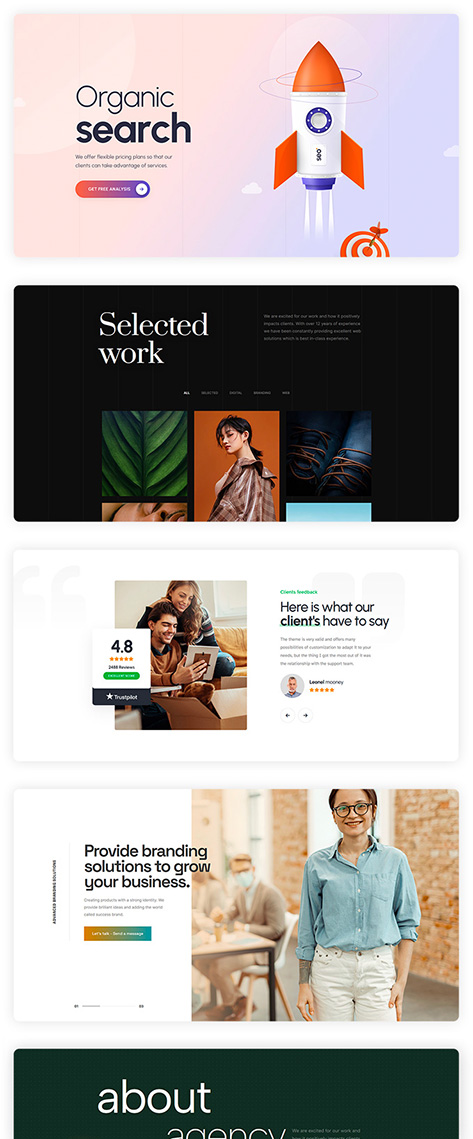 Organic
search
We offer flexible pricing plans so that our
clients can take advantage of services.
GET FREE ANALYSIS
seo
Selected
work
We are excited for our work and how it positively
impacts clients. With over 12 years of experience
we have been constantly providing excellent web
solutions which is best-in-class experience.
ALL SELECTED DIGITAL BRANDING WEB
4.8
2488 Reviews
EXCELLENT SCORE
Trustpilot
Clients feedback
Here is what our
client's have to say
The theme is very valid and offers many
possibilities of customization to adapt it to your
needs, but the thing I got the most out of it was
the relationship with the support team.
Leonel mooney
ADVANCED BRANDING SOLUTIONS
Provide branding
solutions to grow
your business.
Creating products with a strong identity. We
provide brilliant ideas and adding the world
called success brand.
Let's talk - Send a message
01
03
about
agency
We are excited for our work and